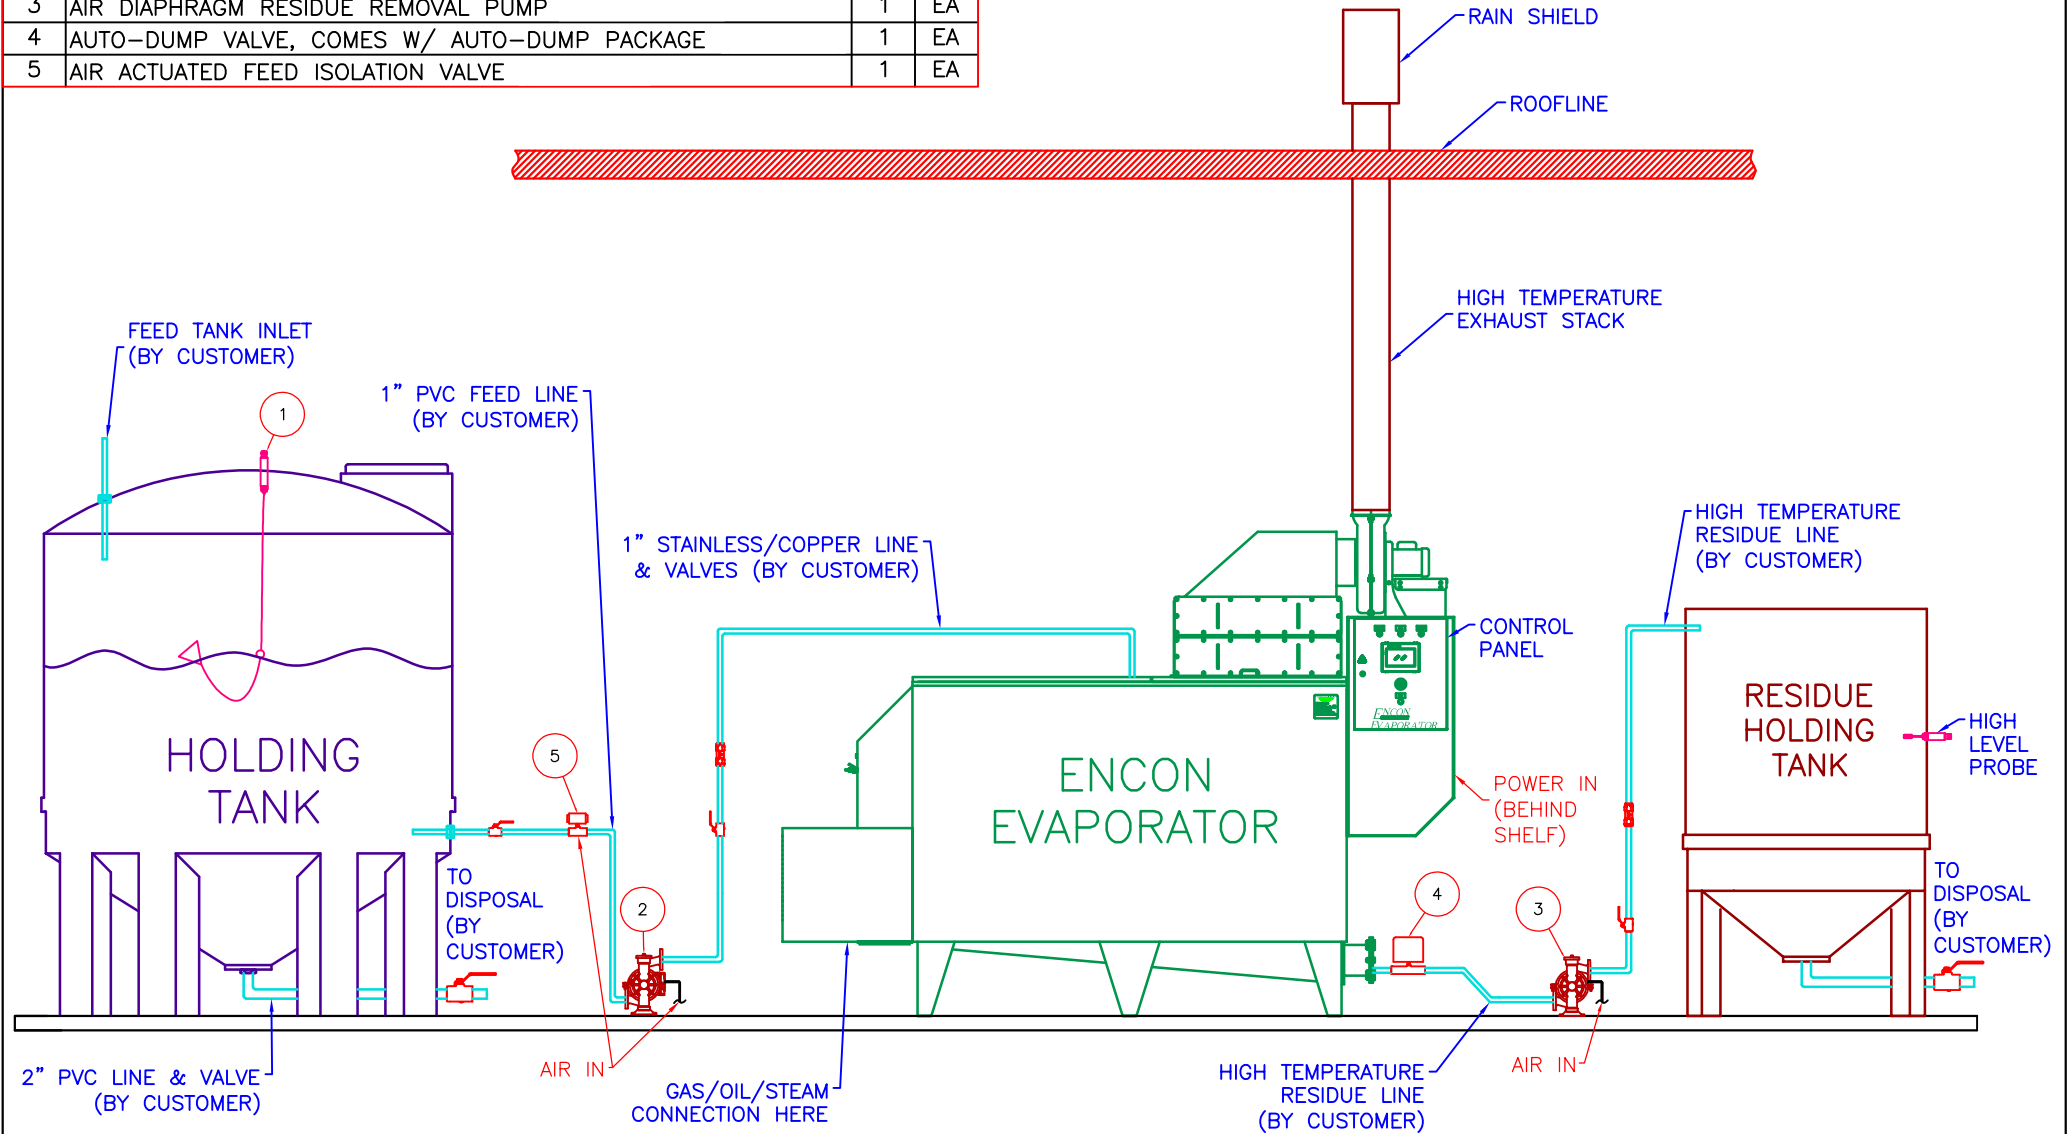 3 AIR DIAPHRAGM RESIDUE REMOVAL PUMP 1 EA
4 AUTO-DUMP VALVE, COMES W/ AUTO-DUMP PACKAGE 1 EA
5 AIR ACTUATED FEED ISOLATION VALVE 1 EA
RAIN SHIELD
ROOFLINE
HIGH TEMPERATURE
EXHAUST STACK
FEED TANK INLET
(BY CUSTOMER)
1
1" PVC FEED LINE
(BY CUSTOMER)
1" STAINLESS/COPPER LINE
& VALVES (BY CUSTOMER)
HIGH TEMPERATURE
RESIDUE LINE
(BY CUSTOMER)
CONTROL
PANEL
ENCON
EVAPORATOR
HOLDING
TANK
5
ENCON
EVAPORATOR
POWER IN
(BEHIND
SHELF)
RESIDUE
HOLDING
TANK
HIGH
LEVEL
PROBE
TO
DISPOSAL
(BY
CUSTOMER)
2
4
3
TO
DISPOSAL
(BY
CUSTOMER)
2" PVC LINE & VALVE
(BY CUSTOMER)
AIR IN
GAS/OIL/STEAM
CONNECTION HERE
HIGH TEMPERATURE
RESIDUE LINE
(BY CUSTOMER)
AIR IN